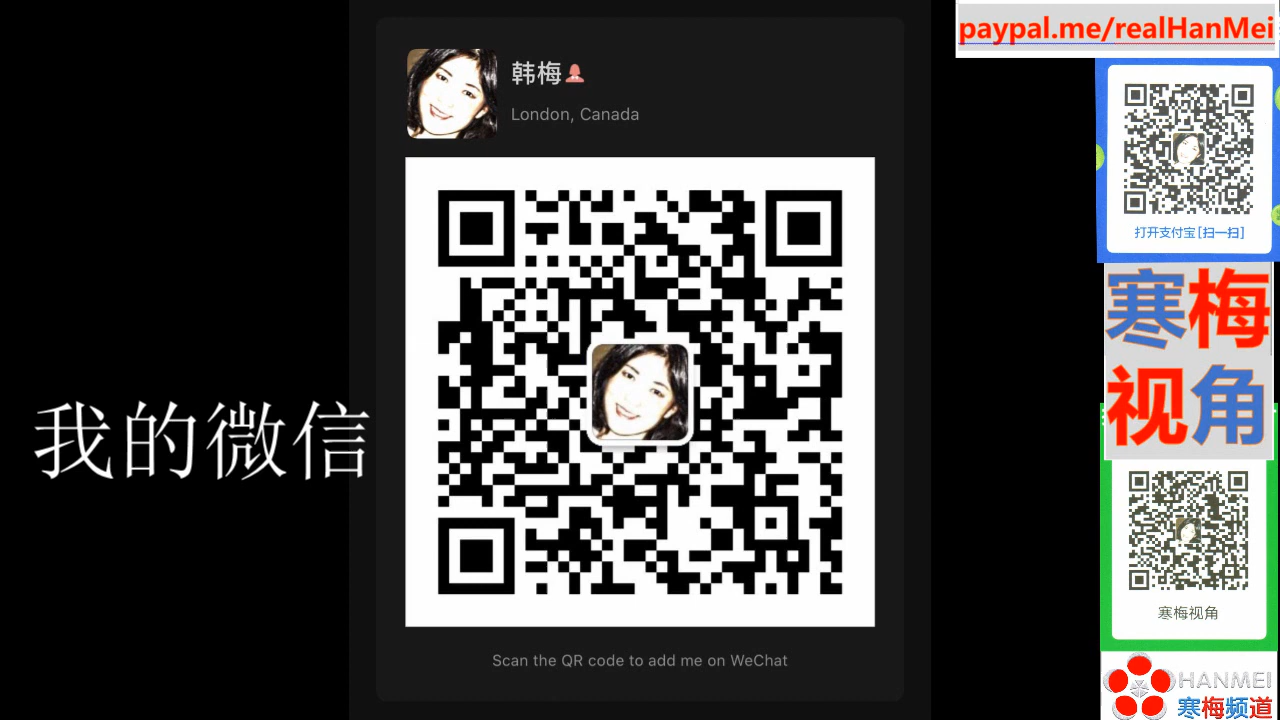 我的微信
韩梅
London, Canada
Scan the QR code to add me on WeChat
paypal.me/realHanMei
打开支付宝[扫一扫]
寒梅
视角
寒梅视角
HANMEI
寒梅频道